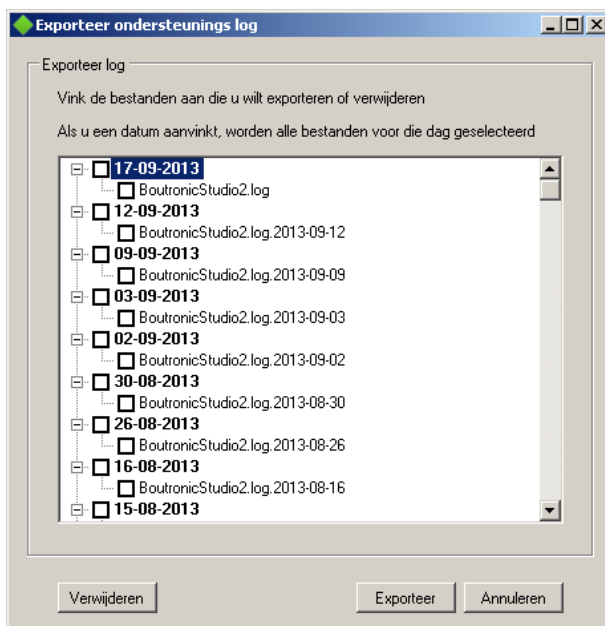 Exporteer ondersteunings log
Exporteer log
Vink de bestanden aan die u wilt exporteren of verwijderen
Als u een datum aanvinkt, worden alle bestanden voor die dag geselecteerd
17-09-2013
BoutronicStudio2.log
12-09-2013
BoutronicStudio2.log.2013-09-12
09-09-2013
BoutronicStudio2.log.2013-09-09
03-09-2013
BoutronicStudio2.log.2013-09-03
02-09-2013
BoutronicStudio2.log.2013-09-02
30-08-2013
BoutronicStudio2.log.2013-08-30
26-08-2013
BoutronicStudio2.log.2013-08-26
16-08-2013
BoutronicStudio2.log.2013-08-16
15-08-2013
Verwijderen Exporteer Annuleren